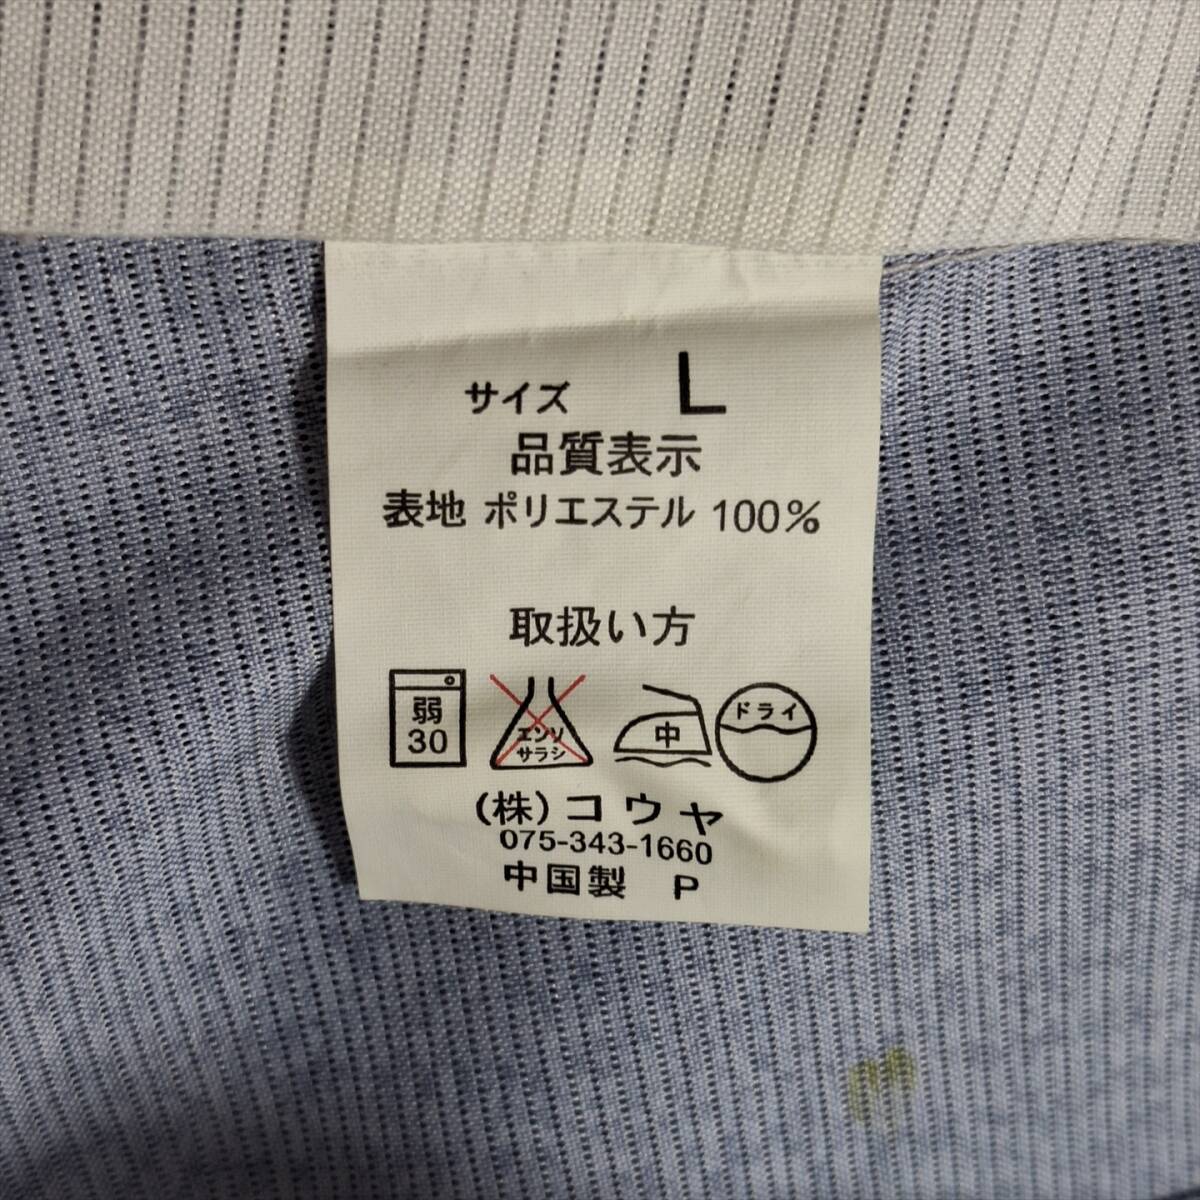 サイズ L
品質表示
表地 ポリエステル 100%
取扱い方
弱 30 エンソ サラシ 中 ドライ
(株)コウヤ
075-343-1660
中国製 P